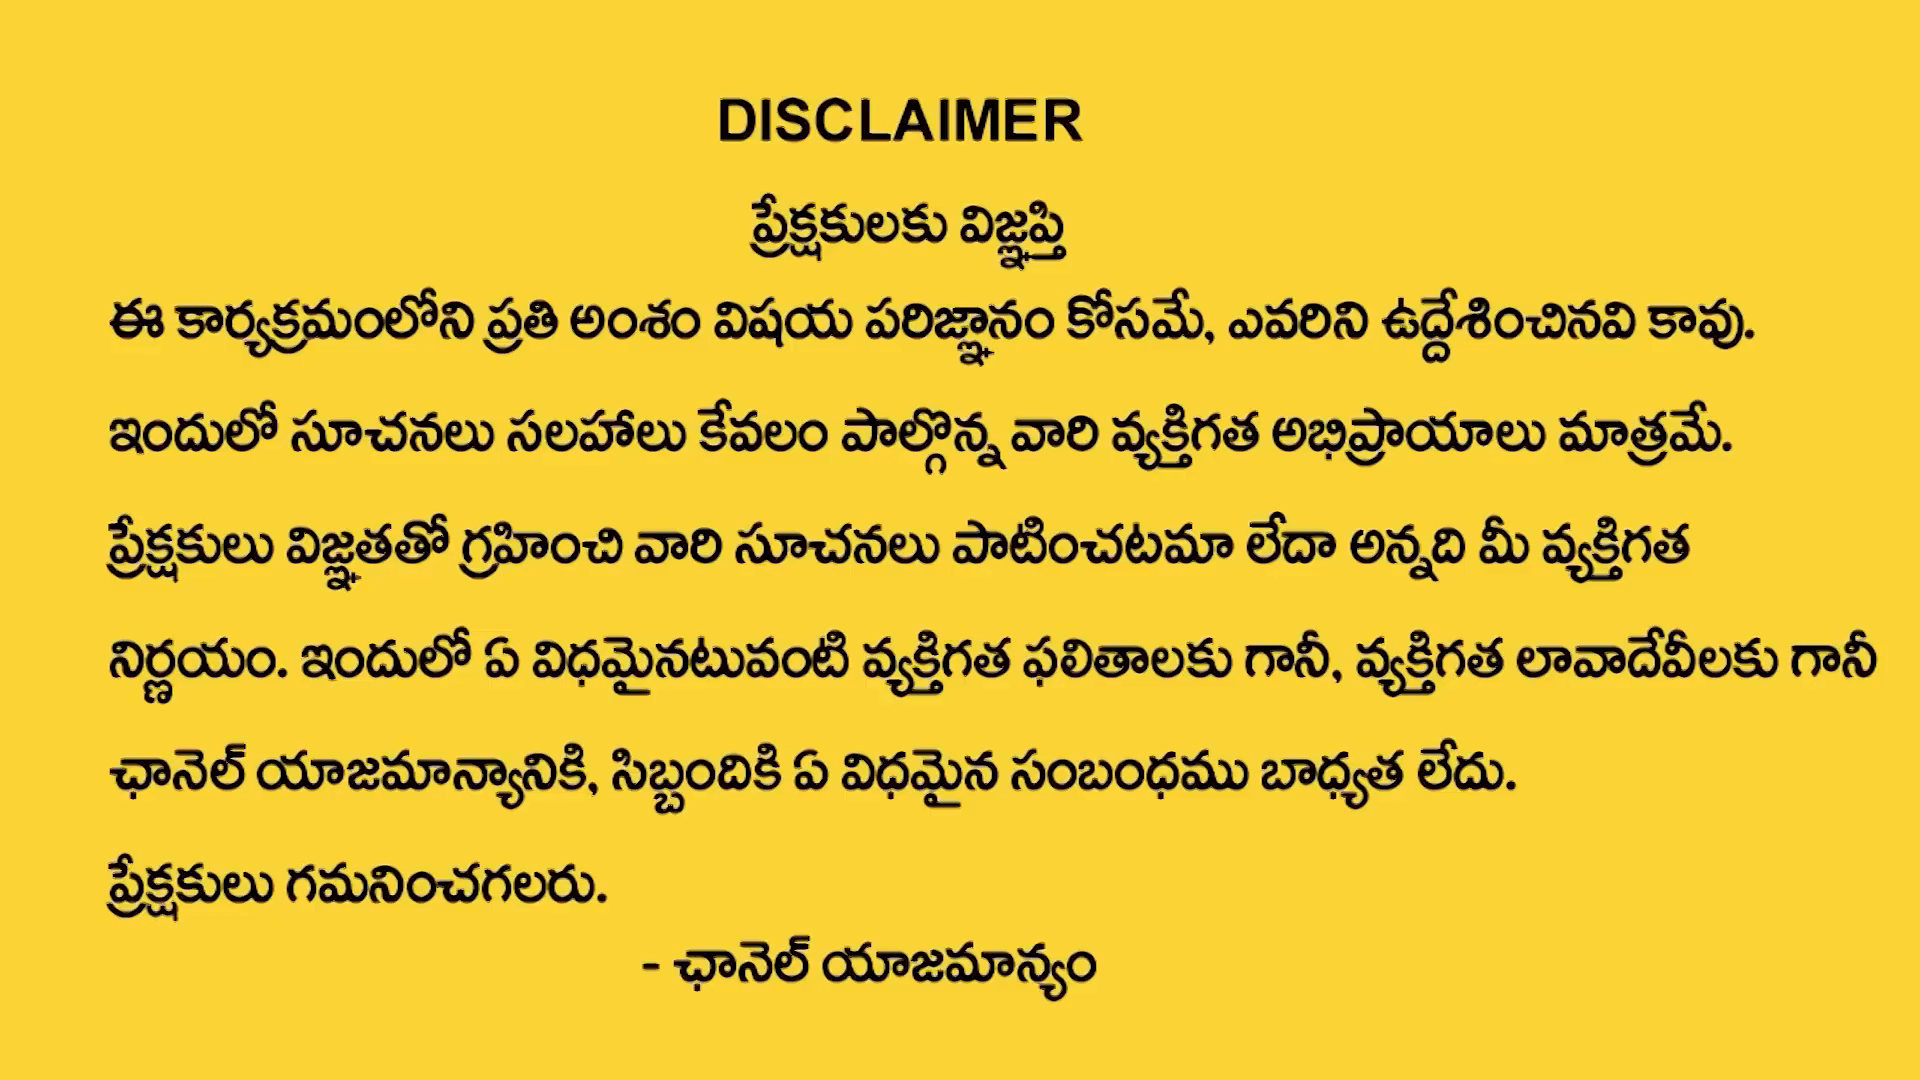 DISCLAIMER
ప్రేక్షకులకు విజ్ఞప్తి
ఈ కార్యక్రమంలోని ప్రతి అంశం విషయ పరిజ్ఞానం కోసమే, ఎవరిని ఉద్దేశించినవి కావు.
ఇందులో సూచనలు సలహాలు కేవలం పాల్గొన్న వారి వ్యక్తిగత అభిప్రాయాలు మాత్రమే.
ప్రేక్షకులు విజ్ఞతతో గ్రహించి వారి సూచనలు పాటించటమా లేదా అన్నది మీ వ్యక్తిగత
నిర్ణయం. ఇందులో ఏ విధమైనటువంటి వ్యక్తిగత ఫలితాలకు గానీ, వ్యక్తిగత లావాదేవీలకు గానీ
ఛానెల్ యాజమాన్యానికి, సిబ్బందికి ఏ విధమైన సంబంధము బాధ్యత లేదు.
ప్రేక్షకులు గమనించగలరు.
- ఛానెల్ యాజమాన్యం